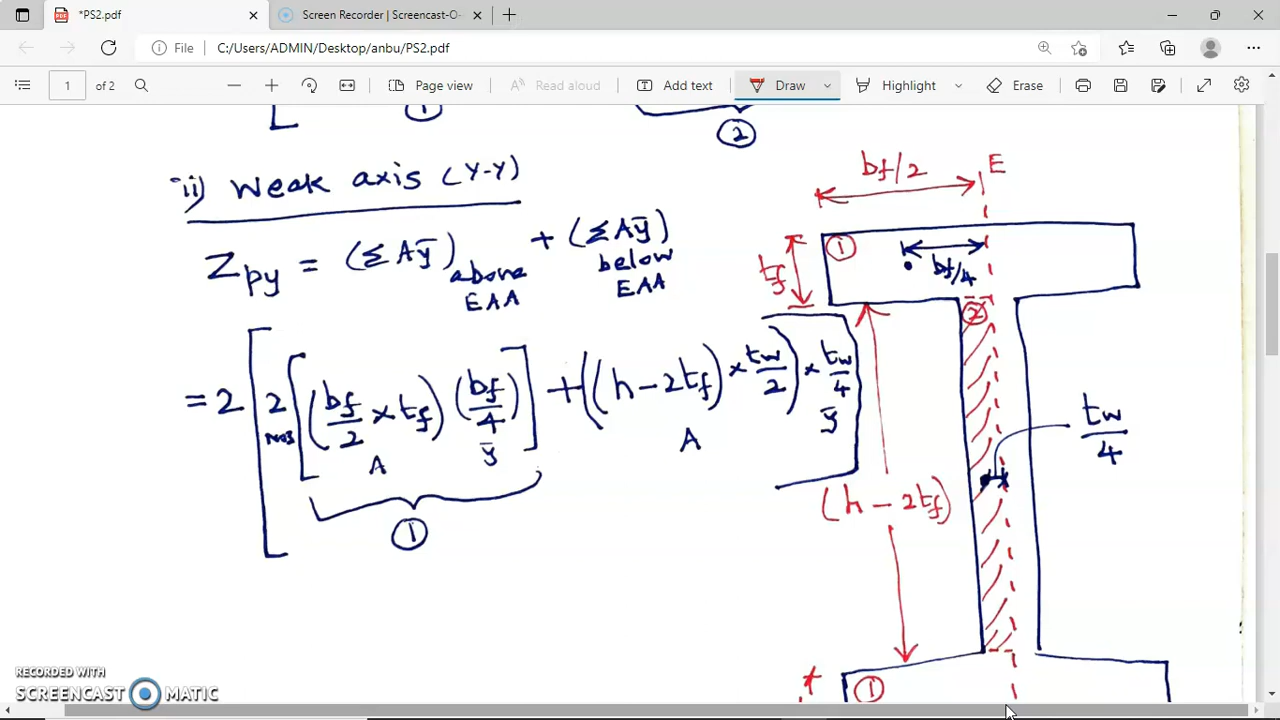 *PS2.pdf
Screen Recorder | Screencast-O-
File C:/Users/ADMIN/Desktop/anbu/PS2.pdf
1 of 2 Page view Read aloud Add text Draw Highlight Erase
① ②
ii) Weak axis (Y-Y)
Zpy = (ΣAȳ) above EAA + (ΣAȳ) below EAA
= 2 [ 2 nos [ (bf/2 × tf) (bf/4) ] + ((h - 2tf) × tw/2) × tw/4 ]
A ȳ A ȳ
①
bf/2 E
① bf/4
tf
②
tw/4
(h - 2tf)
①
RECORDED WITH
SCREENCAST MATIC